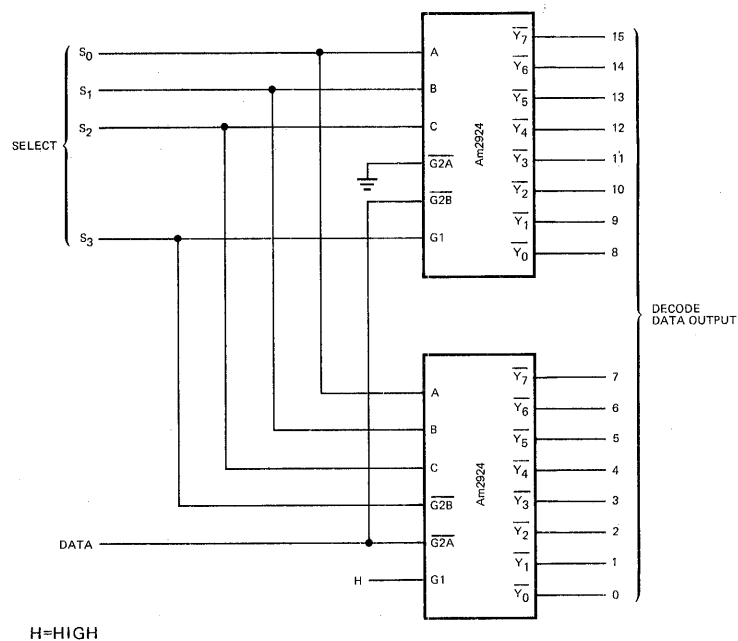 SELECT
S0
S1
S2
S3
A
B
C
G2A
G2B
G1
Am2924
Y7
Y6
Y5
Y4
Y3
Y2
Y1
Y0
15
14
13
12
11
10
9
8
DECODE
DATA OUTPUT
A
B
C
G2B
G2A
G1
DATA
H
Am2924
Y7
Y6
Y5
Y4
Y3
Y2
Y1
Y0
7
6
5
4
3
2
1
0
H=HIGH